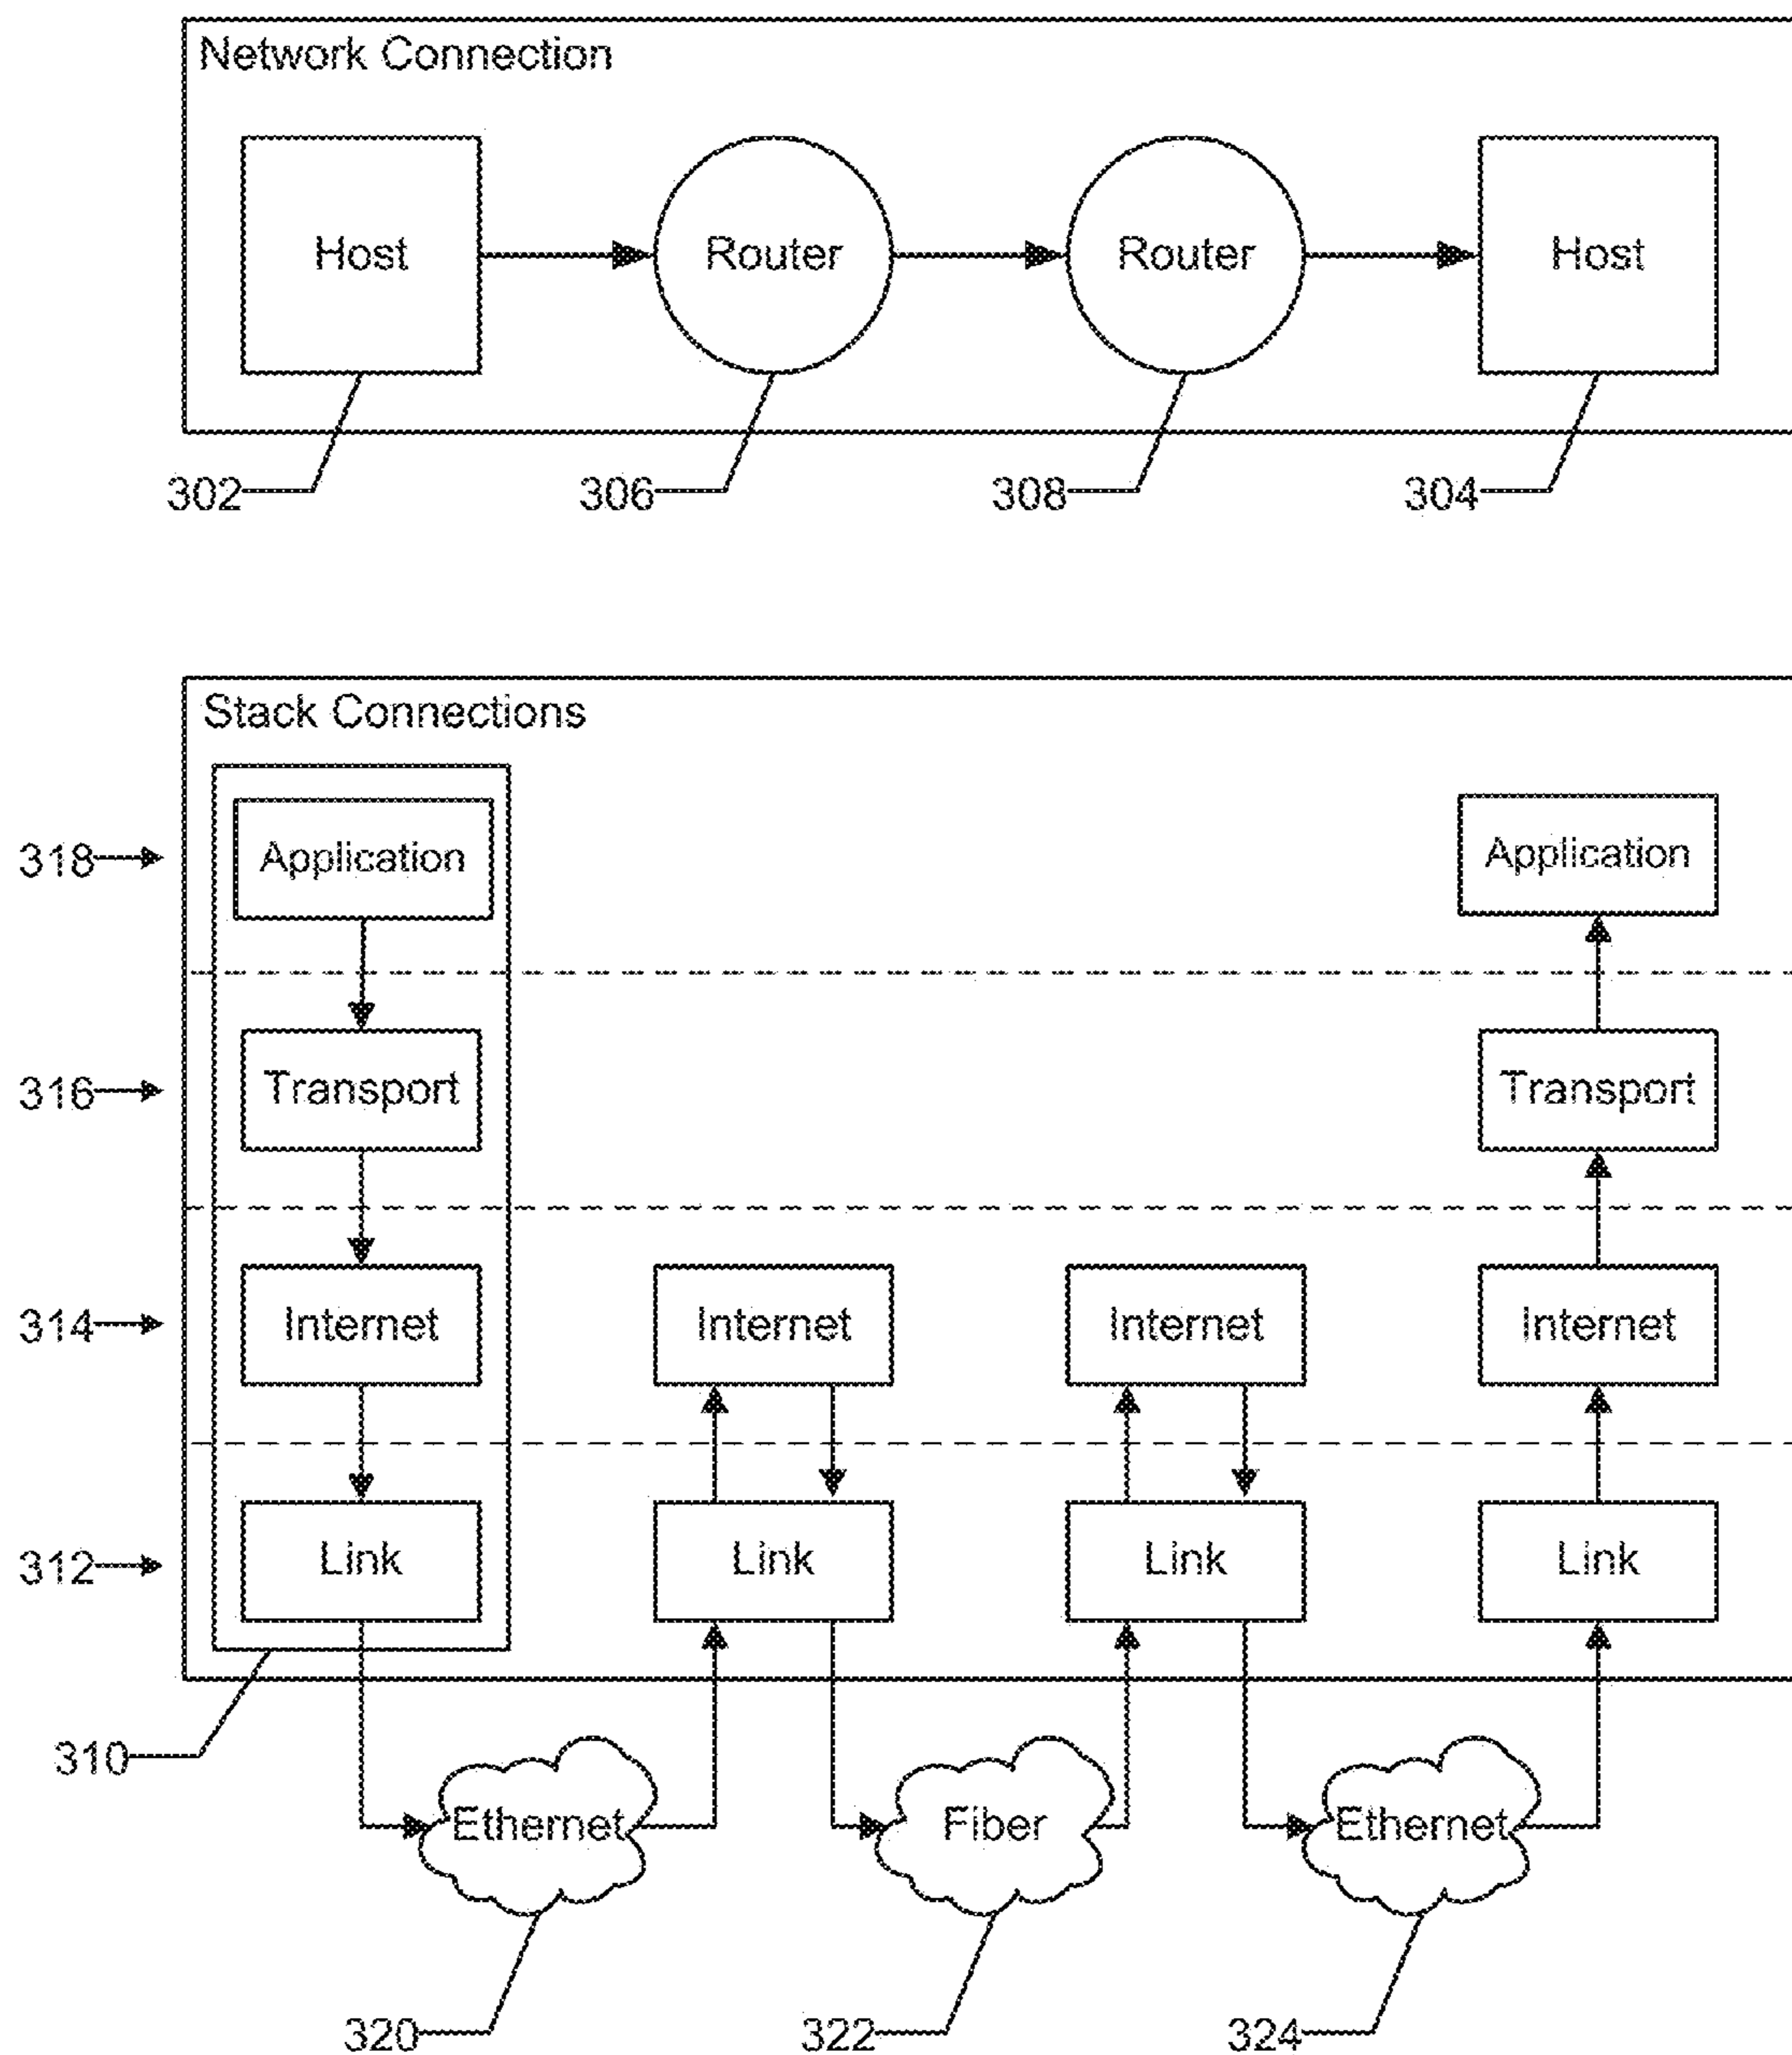 Network Connection
Host Router Router Host
302 306 308 304
Stack Connections
318 Application Application
316 Transport Transport
314 Internet Internet Internet Internet
312 Link Link Link Link
310
Ethernet Fiber Ethernet
320 322 324